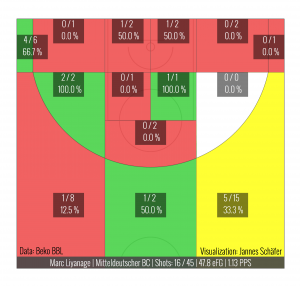 0 / 1
0.0 %
1 / 2
50.0 %
1 / 2
50.0 %
0 / 2
0.0 %
4 / 6
66.7 %
0 / 1
0.0 %
2 / 2
100.0 %
0 / 1
0.0 %
1 / 1
100.0 %
0 / 0
0.0 %
0 / 2
0.0 %
1 / 8
12.5 %
1 / 2
50.0 %
5 / 15
33.3 %
Data: Beko BBL
Visualization: Jannes Schäfer
Marc Liyanage | Mitteldeutscher BC | Shots: 16 / 45 | 47.8 eFG | 1.13 PPS